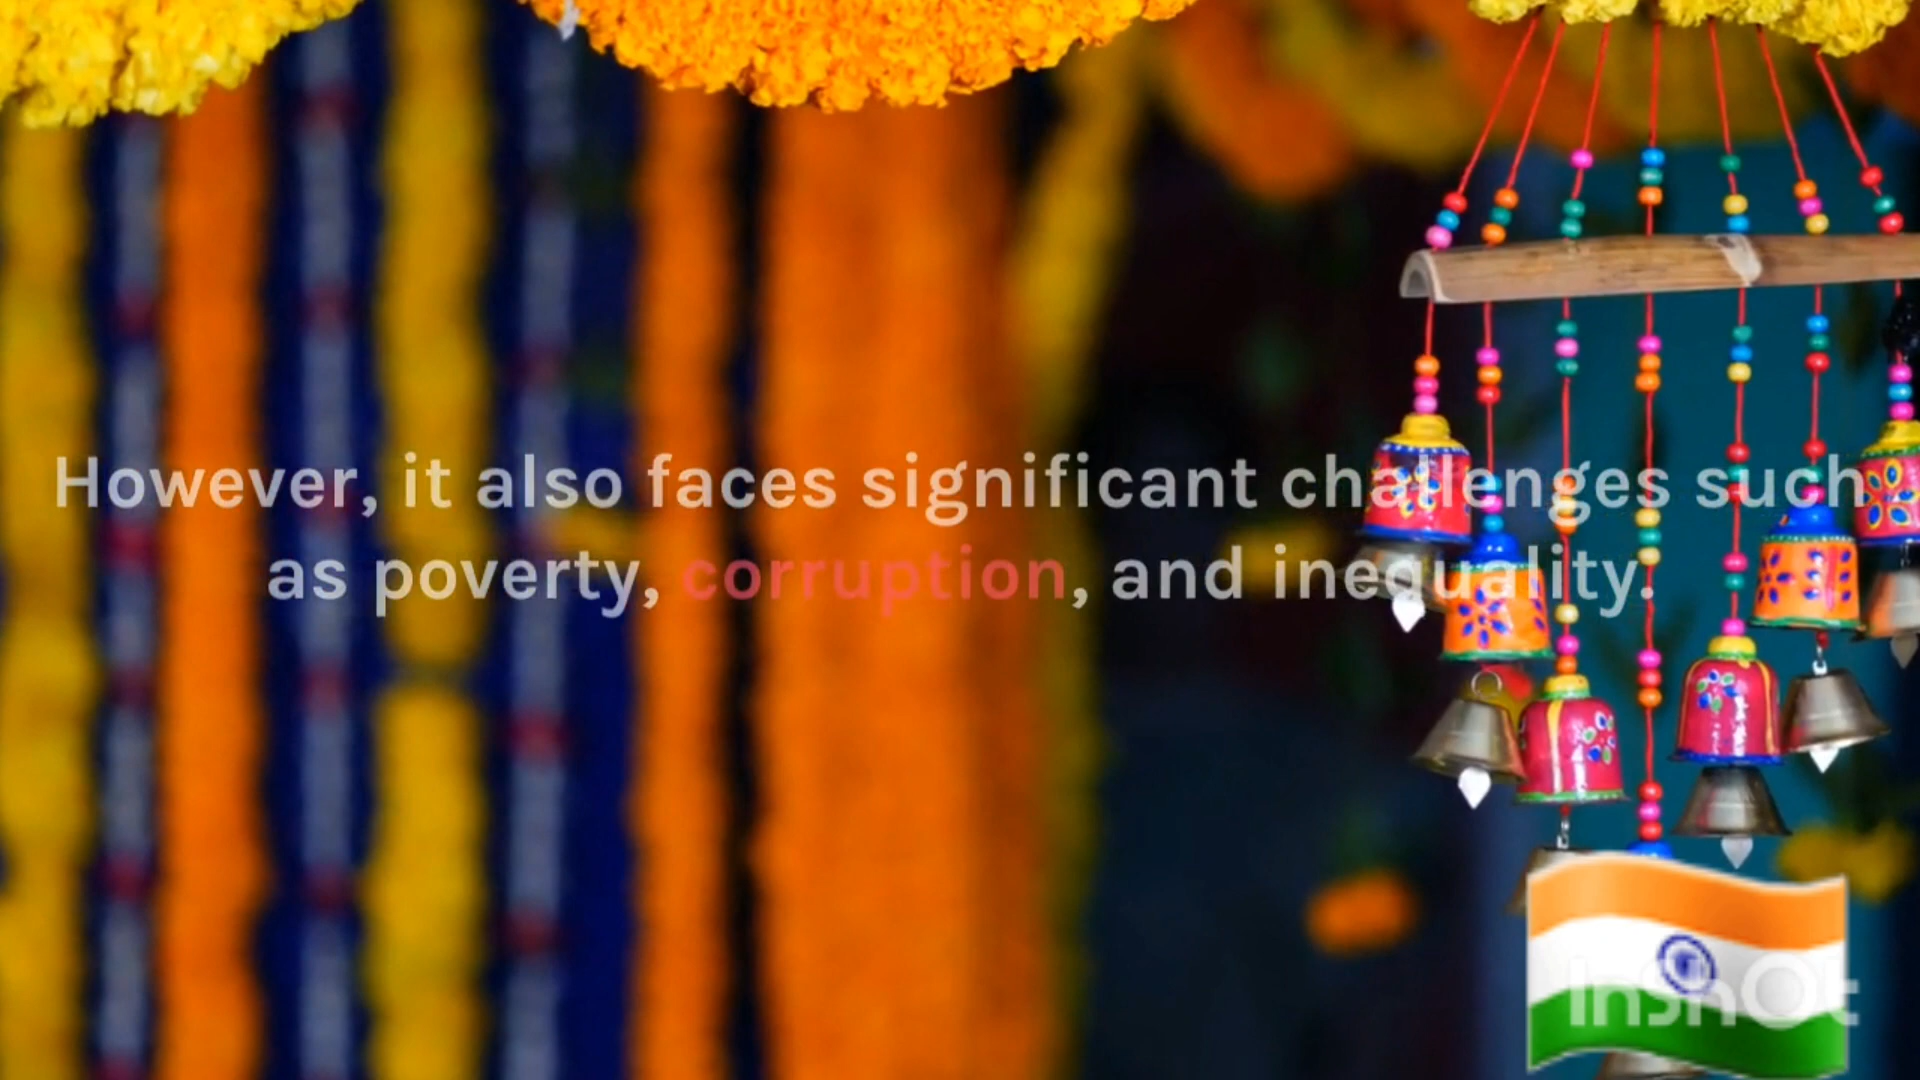 However, it also faces significant challenges such
as poverty, corruption, and inequality.
InShOt